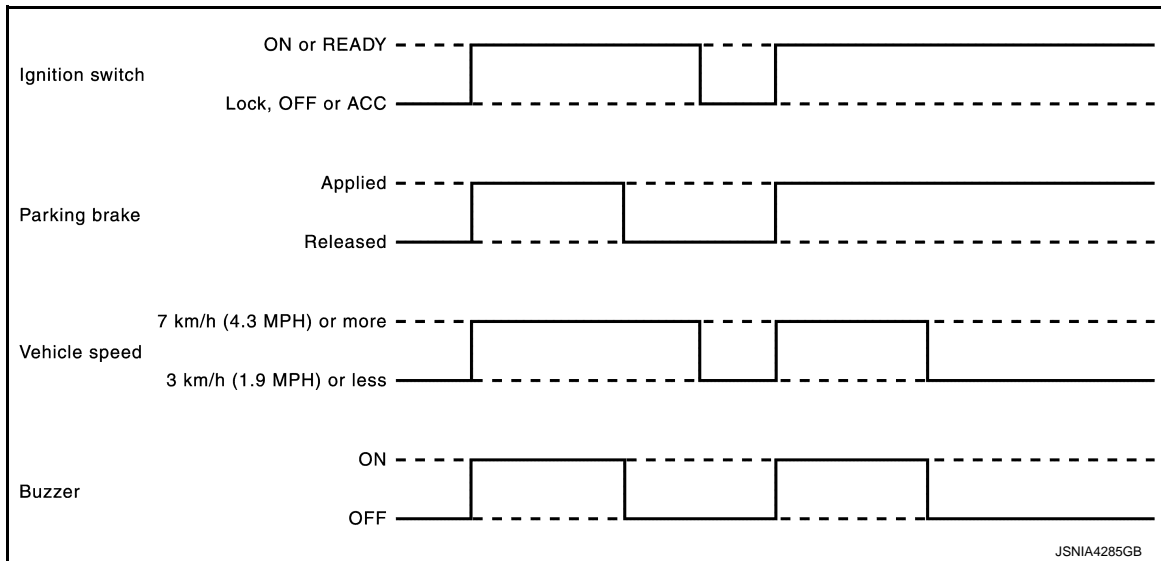 ON or READY
Ignition switch
Lock, OFF or ACC
Applied
Parking brake
Released
7 km/h (4.3 MPH) or more
Vehicle speed
3 km/h (1.9 MPH) or less
ON
Buzzer
OFF
JSNIA4285GB